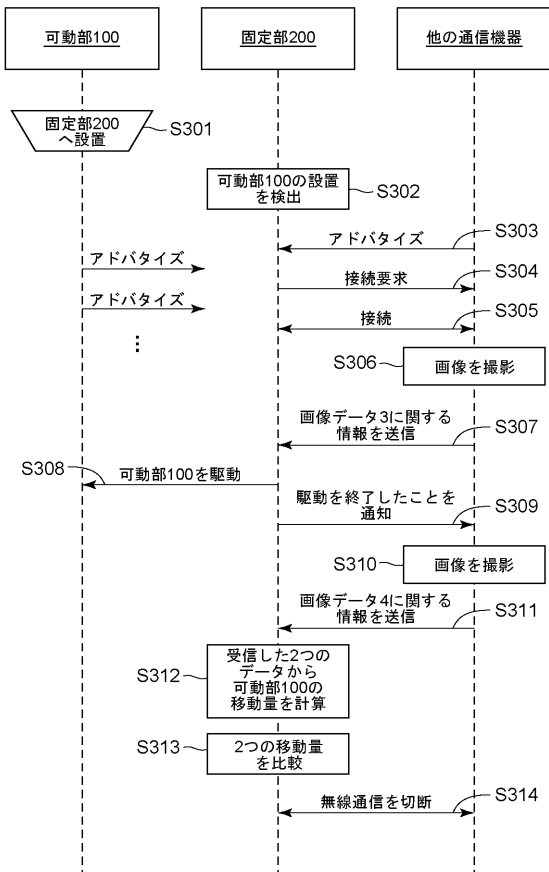 可動部100
固定部200
他の通信機器
固定部200
へ設置
S301
可動部100の設置
を検出
S302
アドバタイズ
S303
アドバタイズ
接続要求
S304
アドバタイズ
接続
S305
⋮
S306
画像を撮影
画像データ3に関する
情報を送信
S307
S308
可動部100を駆動
駆動を終了したことを
通知
S309
S310
画像を撮影
画像データ4に関する
情報を送信
S311
S312
受信した2つの
データから
可動部100の
移動量を計算
S313
2つの移動量
を比較
無線通信を切断
S314